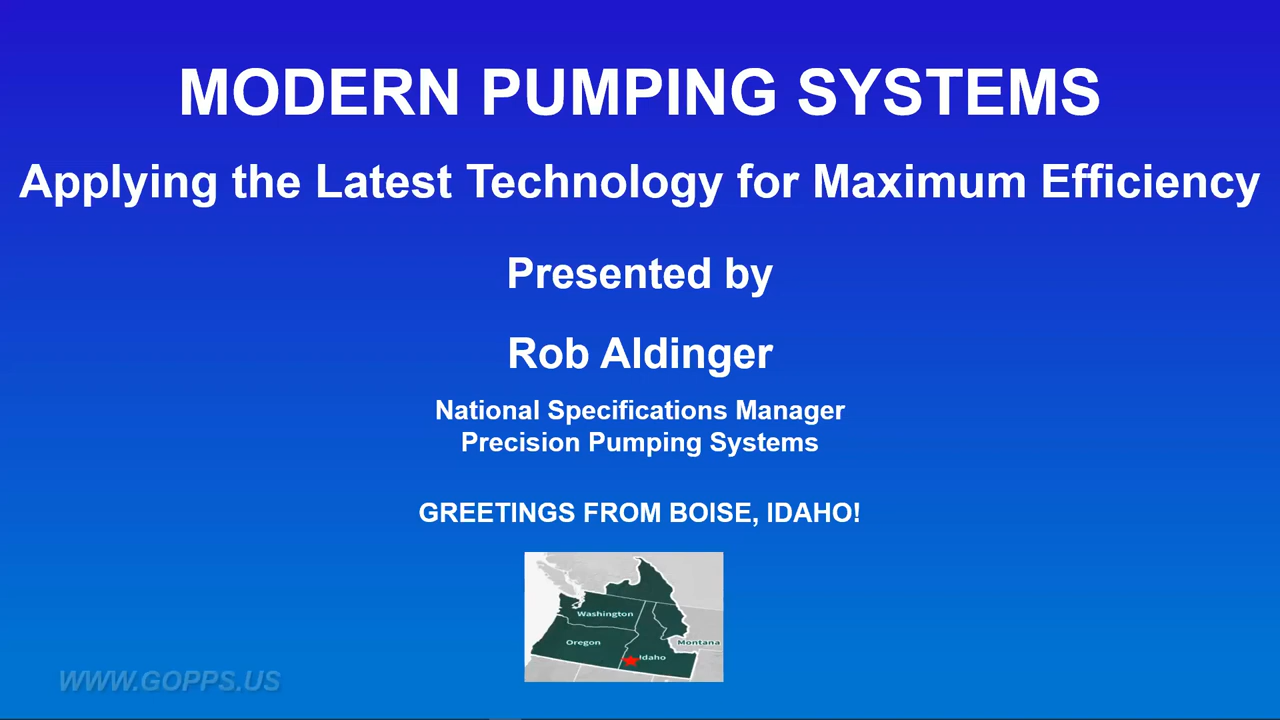 MODERN PUMPING SYSTEMS
Applying the Latest Technology for Maximum Efficiency
Presented by
Rob Aldinger
National Specifications Manager
Precision Pumping Systems
GREETINGS FROM BOISE, IDAHO!
Washington
Oregon
Montana
Idaho
WWW.GOPPS.US